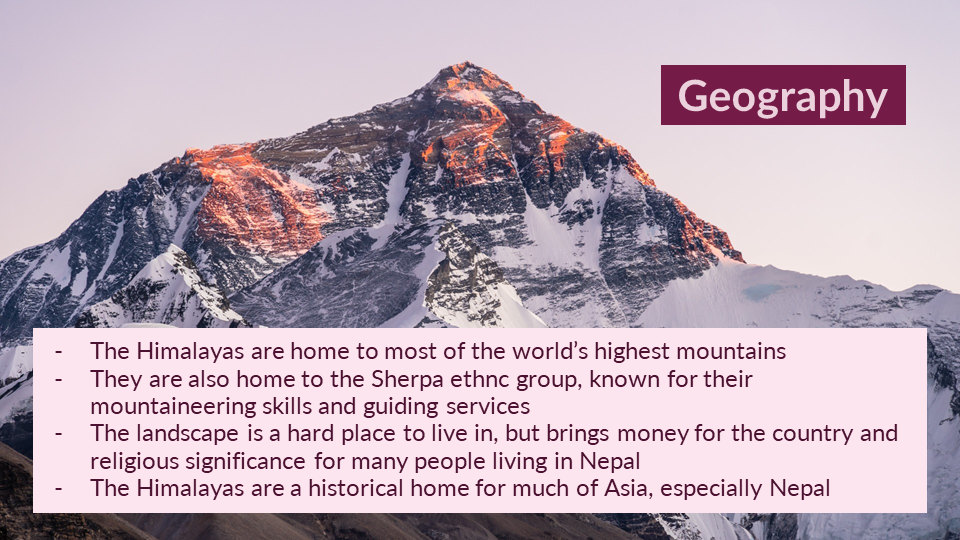 Geography
- The Himalayas are home to most of the world's highest mountains
- They are also home to the Sherpa ethnc group, known for their
mountaineering skills and guiding services
- The landscape is a hard place to live in, but brings money for the country and
religious significance for many people living in Nepal
- The Himalayas are a historical home for much of Asia, especially Nepal